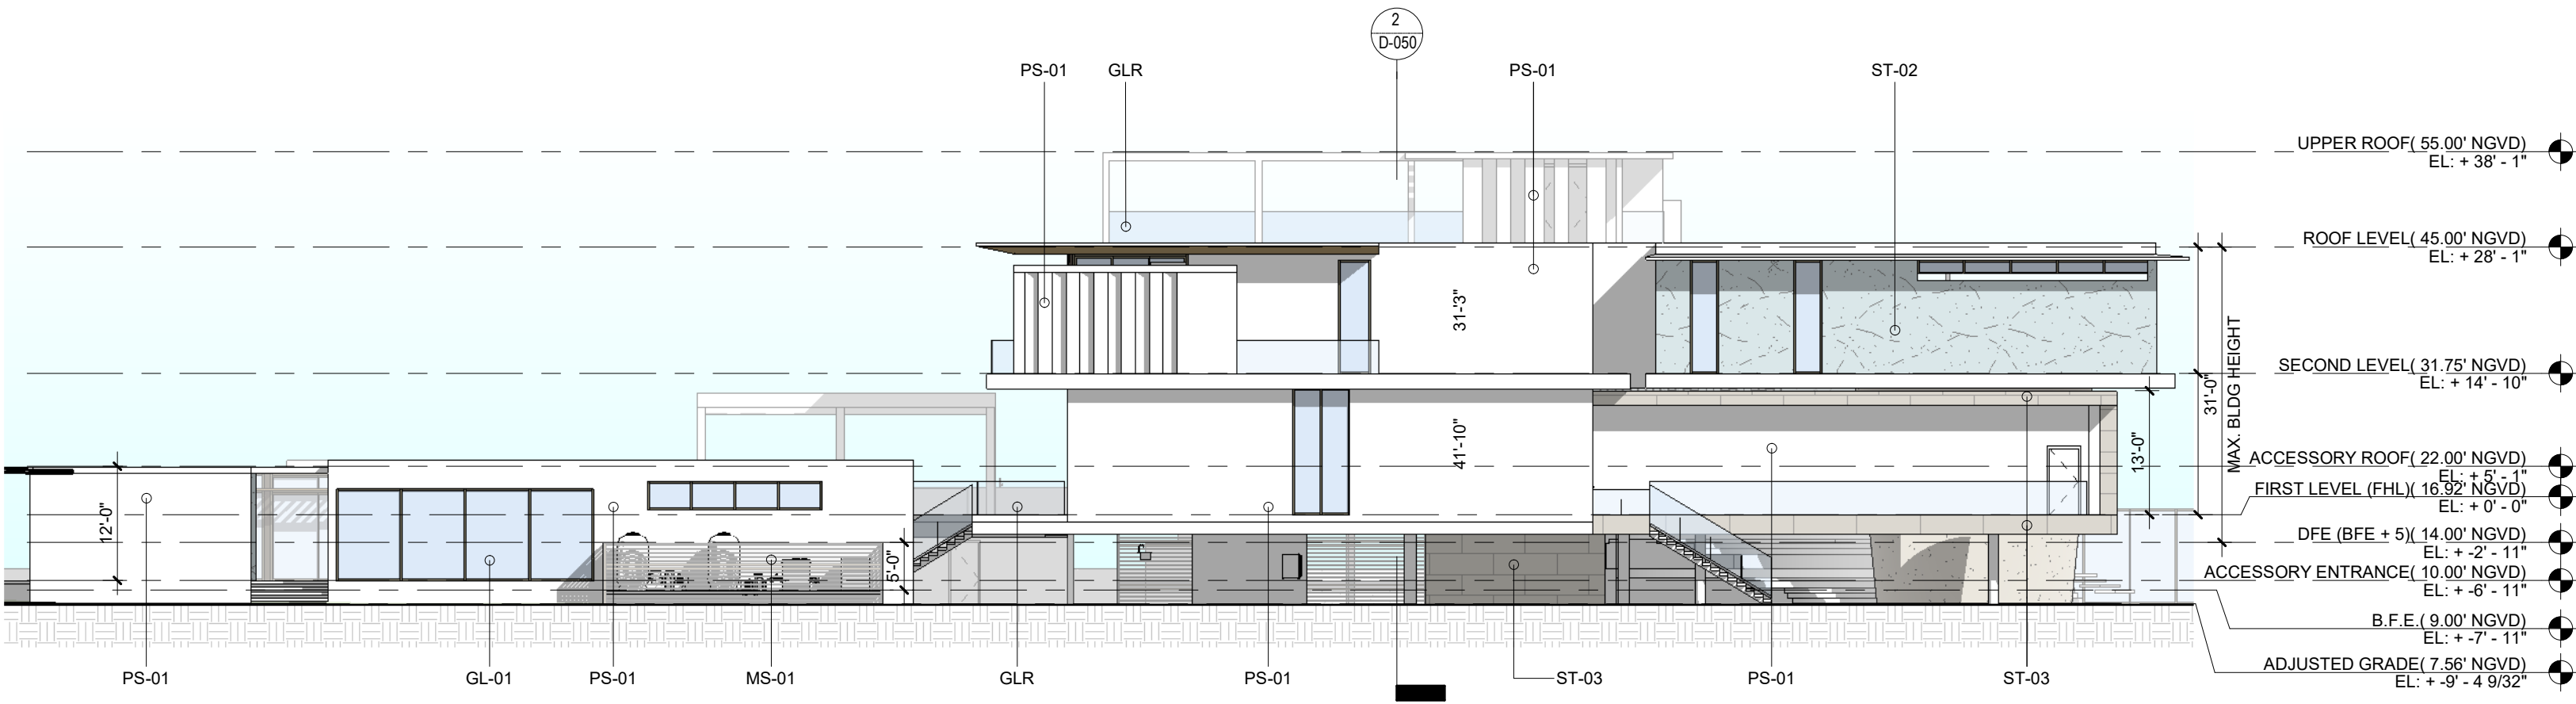 2
D-050
PS-01
GLR
PS-01
ST-02
UPPER ROOF( 55.00' NGVD)
EL: + 38' - 1"
ROOF LEVEL( 45.00' NGVD)
EL: + 28' - 1"
31'-3"
SECOND LEVEL( 31.75' NGVD)
EL: + 14' - 10"
31'-0"
MAX. BLDG HEIGHT
41'-10"
13'-0"
ACCESSORY ROOF( 22.00' NGVD)
EL: + 5' - 1"
FIRST LEVEL (FHL)( 16.92' NGVD)
EL: + 0' - 0"
12'-0"
5'-0"
DFE (BFE + 5)( 14.00' NGVD)
EL: + -2' - 11"
ACCESSORY ENTRANCE( 10.00' NGVD)
EL: + -6' - 11"
B.F.E.( 9.00' NGVD)
EL: + -7' - 11"
ADJUSTED GRADE( 7.56' NGVD)
EL: + -9' - 4 9/32"
PS-01
GL-01
PS-01
MS-01
GLR
PS-01
ST-03
PS-01
ST-03